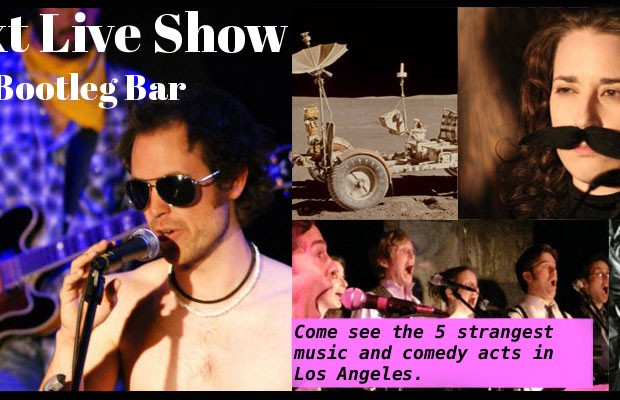 xt Live Show
Bootleg Bar
Come see the 5 strangest
music and comedy acts in
Los Angeles.